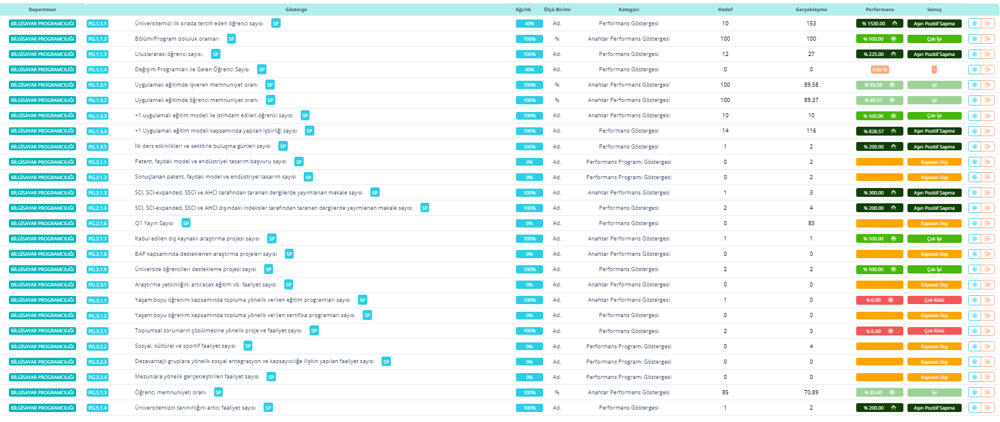 Departman Gösterge Ağırlık Ölçü Birimi Kategori Hedef Gerçekleşme Performans Sonuç
BİLGİSAYAR PROGRAMCILIĞI PG.1.1.1 Üniversitemizi ilk sırada tercih eden öğrenci sayısı SP 40% Ad. Performans Göstergesi 10 153 % 1530.00 Aşırı Pozitif Sapma
BİLGİSAYAR PROGRAMCILIĞI PG.1.1.2 Bölüm/Program doluluk oranları SP 100% % Anahtar Performans Göstergesi 100 100 % 100.00 Çok İyi
BİLGİSAYAR PROGRAMCILIĞI PG.1.1.3 Uluslararası öğrenci sayısı. SP 100% Ad. Performans Göstergesi 12 27 % 225.00 Aşırı Pozitif Sapma
BİLGİSAYAR PROGRAMCILIĞI PG.1.1.4 Değişim Programları ile Gelen Öğrenci Sayısı SP 40% Ad. Performans Göstergesi 0 0 0.00 % -
BİLGİSAYAR PROGRAMCILIĞI PG.1.3.1 Uygulamalı eğitimde işveren memnuniyet oranı SP 100% % Anahtar Performans Göstergesi 100 89,58 % 89,58 İyi
BİLGİSAYAR PROGRAMCILIĞI PG.1.3.2 Uygulamalı eğitimde öğrenci memnuniyet oranı SP 100% % Anahtar Performans Göstergesi 100 89,37 % 89.37 İyi
BİLGİSAYAR PROGRAMCILIĞI PG.1.3.3 +1 uygulamalı eğitim modeli ile istihdam edilen öğrenci sayısı SP 100% Ad. Anahtar Performans Göstergesi 10 10 % 100.00 Çok İyi
BİLGİSAYAR PROGRAMCILIĞI PG.1.3.4 +1 Uygulamalı eğitim modeli kapsamında yapılan işbirliği sayısı SP 100% Ad. Performans Göstergesi 14 116 % 828.57 Aşırı Pozitif Sapma
BİLGİSAYAR PROGRAMCILIĞI PG.1.3.5 İlk ders etkinlikleri ve sektörle buluşma günleri sayısı SP 100% Ad. Performans Göstergesi 1 2 % 200.00 Aşırı Pozitif Sapma
BİLGİSAYAR PROGRAMCILIĞI PG.2.1.1 Patent, faydalı model ve endüstriyel tasarım başvuru sayısı SP 0% Ad. Performans Programı Göstergesi 0 2 - Kapsam Dışı
BİLGİSAYAR PROGRAMCILIĞI PG.2.1.2 Sonuçlanan patent, faydalı model ve endüstriyel tasarım sayısı SP 0% Ad. Performans Programı Göstergesi 0 2 - Kapsam Dışı
BİLGİSAYAR PROGRAMCILIĞI PG.2.1.3 SCI, SCI-expanded, SSCI ve AHCI tarafından taranan dergilerde yayımlanan makale sayısı SP 100% Ad. Anahtar Performans Göstergesi 1 3 % 300.00 Aşırı Pozitif Sapma
BİLGİSAYAR PROGRAMCILIĞI PG.2.1.4 SCI, SCI-expanded, SSCI ve AHCI dışındaki indeksler tarafından taranan dergilerde yayımlanan makale sayısı SP 100% Ad. Performans Göstergesi 2 4 % 200.00 Aşırı Pozitif Sapma
BİLGİSAYAR PROGRAMCILIĞI PG.2.1.6 Q1 Yayın Sayısı SP 0% Ad. Performans Göstergesi 0 83 - Kapsam Dışı
BİLGİSAYAR PROGRAMCILIĞI PG.2.1.7 Kabul edilen dış kaynaklı araştırma projesi sayısı SP 100% Ad. Anahtar Performans Göstergesi 1 1 % 100.00 Çok İyi
BİLGİSAYAR PROGRAMCILIĞI PG.2.1.8 BAP kapsamında desteklenen araştırma projeleri sayısı SP 0% Ad. Anahtar Performans Göstergesi 0 0 - Kapsam Dışı
BİLGİSAYAR PROGRAMCILIĞI PG.2.1.9 Üniversite öğrencileri destekleme projesi sayısı SP 100% Ad. Performans Göstergesi 2 2 % 100.00 Çok İyi
BİLGİSAYAR PROGRAMCILIĞI PG.2.3.1 Araştırma yetkinliğini artıracak eğitim vb. faaliyet sayısı SP 0% Ad. Anahtar Performans Göstergesi 0 0 - Kapsam Dışı
BİLGİSAYAR PROGRAMCILIĞI PG.3.1.1 Yaşam boyu öğrenim kapsamında topluma yönelik verilen eğitim programları sayısı SP 100% Ad. Anahtar Performans Göstergesi 1 0 % 0.00 Çok Kötü
BİLGİSAYAR PROGRAMCILIĞI PG.3.1.2 Yaşam boyu öğrenim kapsamında topluma yönelik verilen sertifika programları sayısı SP 0% Ad. Performans Göstergesi 0 0 - Kapsam Dışı
BİLGİSAYAR PROGRAMCILIĞI PG.3.2.1 Toplumsal sorunların çözülmesine yönelik proje ve faaliyet sayısı SP 100% Ad. Performans Göstergesi 2 0 % 0.00 Çok Kötü
BİLGİSAYAR PROGRAMCILIĞI PG.3.2.2 Sosyal, kültürel ve sportif faaliyet sayısı SP 0% Ad. Performans Programı Göstergesi 0 4 - Kapsam Dışı
BİLGİSAYAR PROGRAMCILIĞI PG.3.2.3 Dezavantajlı gruplara yönelik sosyal entegrasyon ve kapsayıcılığa ilişkin yapılan faaliyet sayısı SP 0% Ad. Performans Programı Göstergesi 0 0 - Kapsam Dışı
BİLGİSAYAR PROGRAMCILIĞI PG.3.2.4 Mezunlara yönelik gerçekleştirilen faaliyet sayısı SP 0% Ad. Performans Programı Göstergesi 0 0 - Kapsam Dışı
BİLGİSAYAR PROGRAMCILIĞI PG.5.1.3 Öğrenci memnuniyeti oranı SP 100% % Anahtar Performans Göstergesi 85 70,89 % 83,40 İyi
BİLGİSAYAR PROGRAMCILIĞI PG.5.1.4 Üniversitemizin tanınırlığını artıcı faaliyet sayısı SP 100% Ad. Performans Göstergesi 1 2 % 200.00 Aşırı Pozitif Sapma